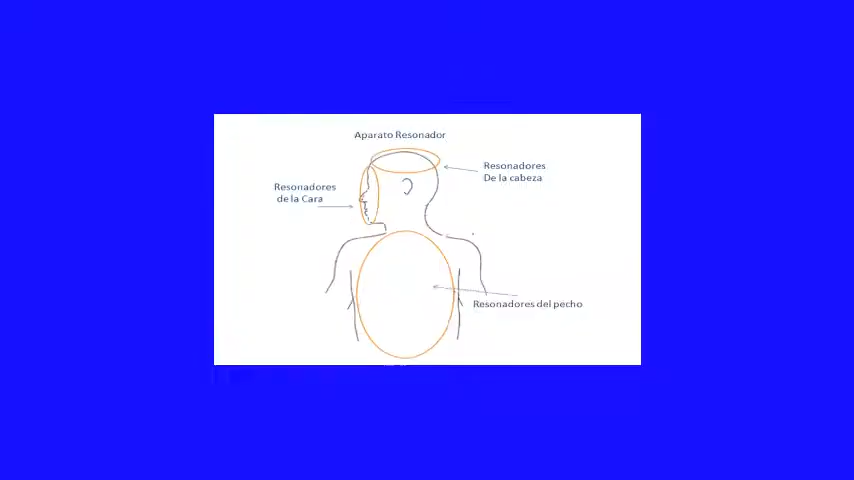 Aparato Resonador
Resonadores
De la cabeza
Resonadores
de la Cara
Resonadores del pecho